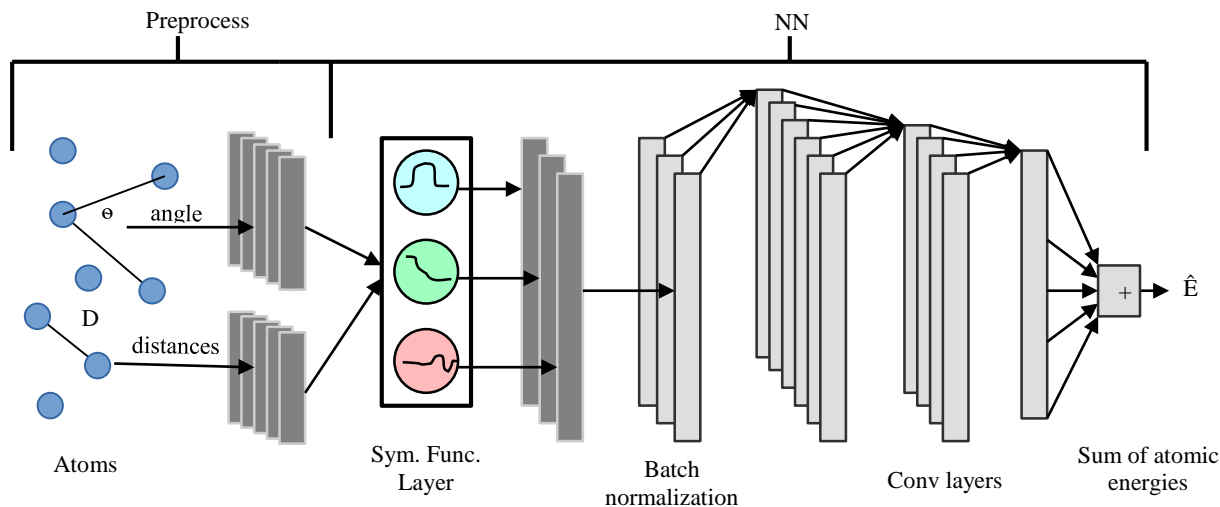 Preprocess
NN
ɵ
angle
D
distances
+
Ê
Atoms
Sym. Func.
Layer
Batch
normalization
Conv layers
Sum of atomic
energies